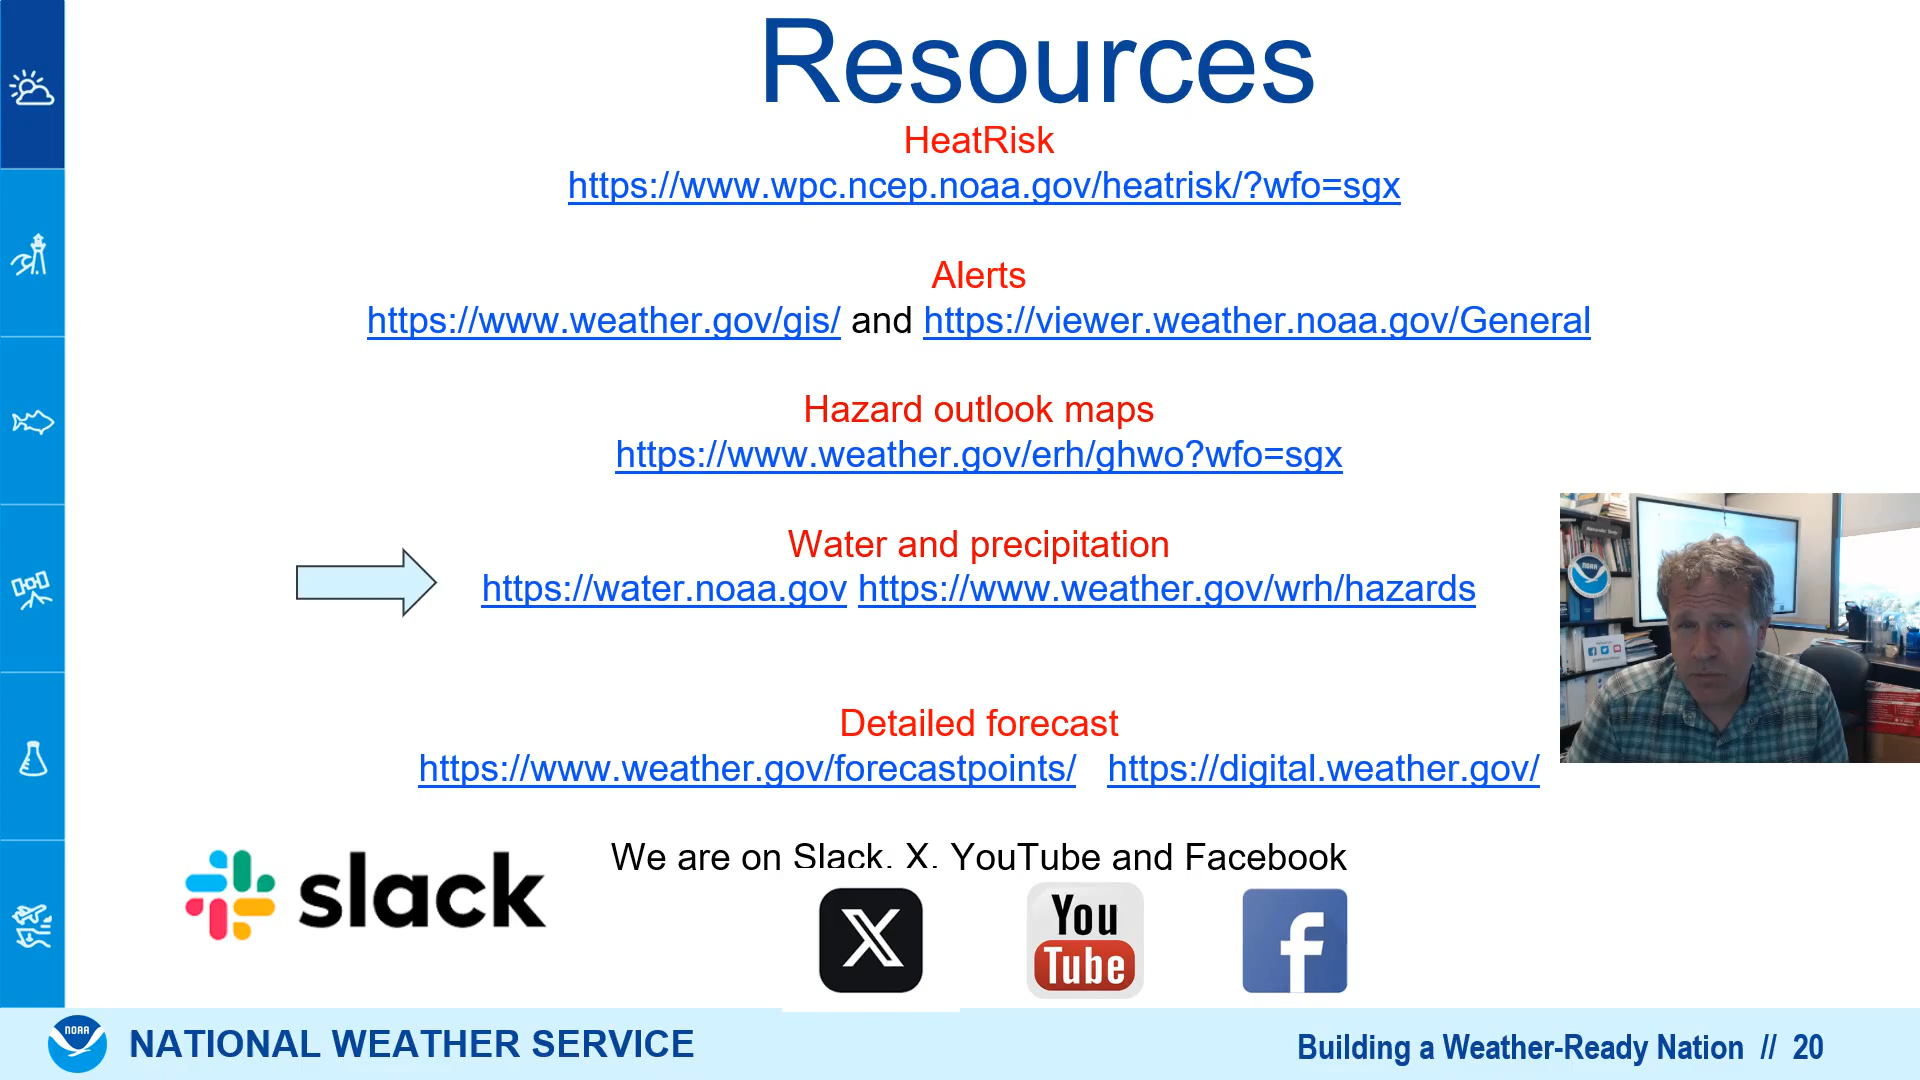 Resources
HeatRisk
https://www.wpc.ncep.noaa.gov/heatrisk/?wfo=sgx
Alerts
https://www.weather.gov/gis/ and https://viewer.weather.noaa.gov/General
Hazard outlook maps
https://www.weather.gov/erh/ghwo?wfo=sgx
Water and precipitation
https://water.noaa.gov https://www.weather.gov/wrh/hazards
NOAA
Detailed forecast
https://www.weather.gov/forecastpoints/ https://digital.weather.gov/
We are on Slack, X, YouTube and Facebook
slack
X
You
Tube
f
NOAA
NATIONAL WEATHER SERVICE
Building a Weather-Ready Nation // 20